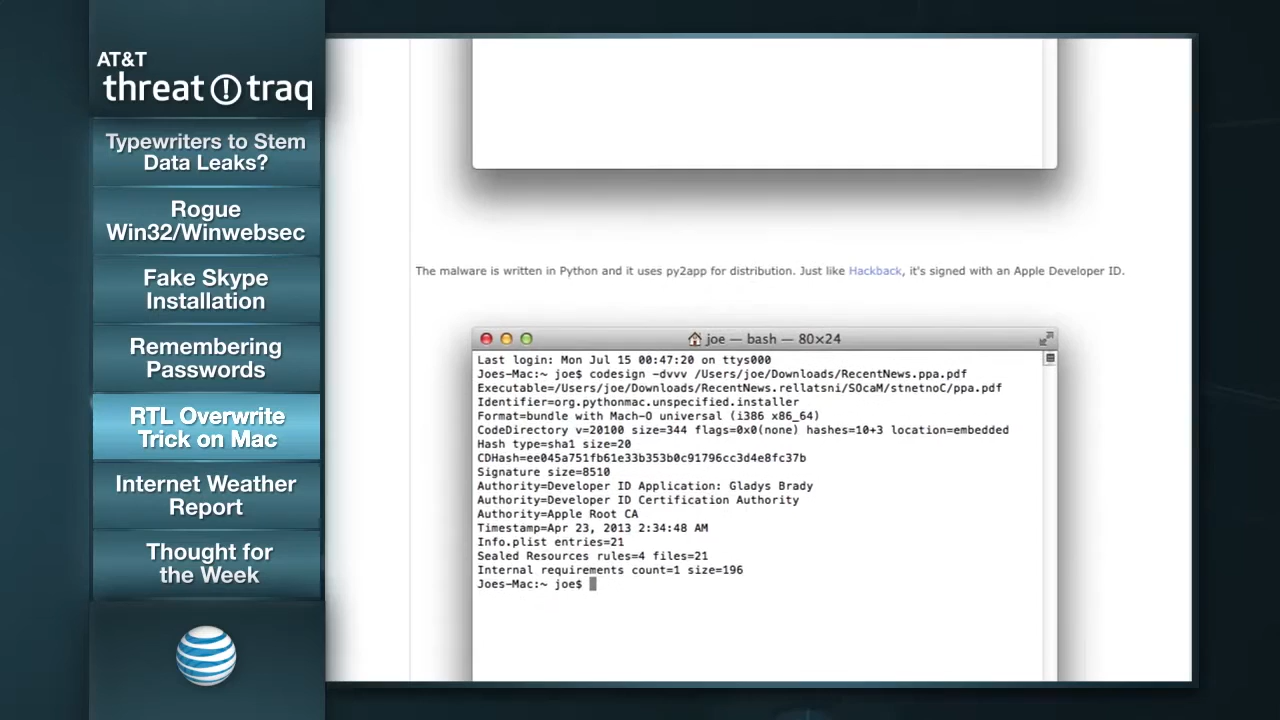 AT&T
threat traq
Typewriters to Stem
Data Leaks?
Rogue
Win32/Winwebsec
Fake Skype
Installation
Remembering
Passwords
RTL Overwrite
Trick on Mac
Internet Weather
Report
Thought for
the Week
The malware is written in Python and it uses py2app for distribution. Just like Hackback, it's signed with an Apple Developer ID.
joe — bash — 80×24
Last login: Mon Jul 15 00:47:20 on ttys000
Joes-Mac:~ joe$ codesign -dvvv /Users/joe/Downloads/RecentNews.ppa.pdf
Executable=/Users/joe/Downloads/RecentNews.rellatsni/SOcaM/stnetnoC/ppa.pdf
Identifier=org.pythonmac.unspecified.installer
Format=bundle with Mach-O universal (i386 x86_64)
CodeDirectory v=20100 size=344 flags=0x0(none) hashes=10+3 location=embedded
Hash type=sha1 size=20
CDHash=ee045a751fb61e33b353b0c91796cc3d4e8fc37b
Signature size=8510
Authority=Developer ID Application: Gladys Brady
Authority=Developer ID Certification Authority
Authority=Apple Root CA
Timestamp=Apr 23, 2013 2:34:48 AM
Info.plist entries=21
Sealed Resources rules=4 files=21
Internal requirements count=1 size=196
Joes-Mac:~ joe$